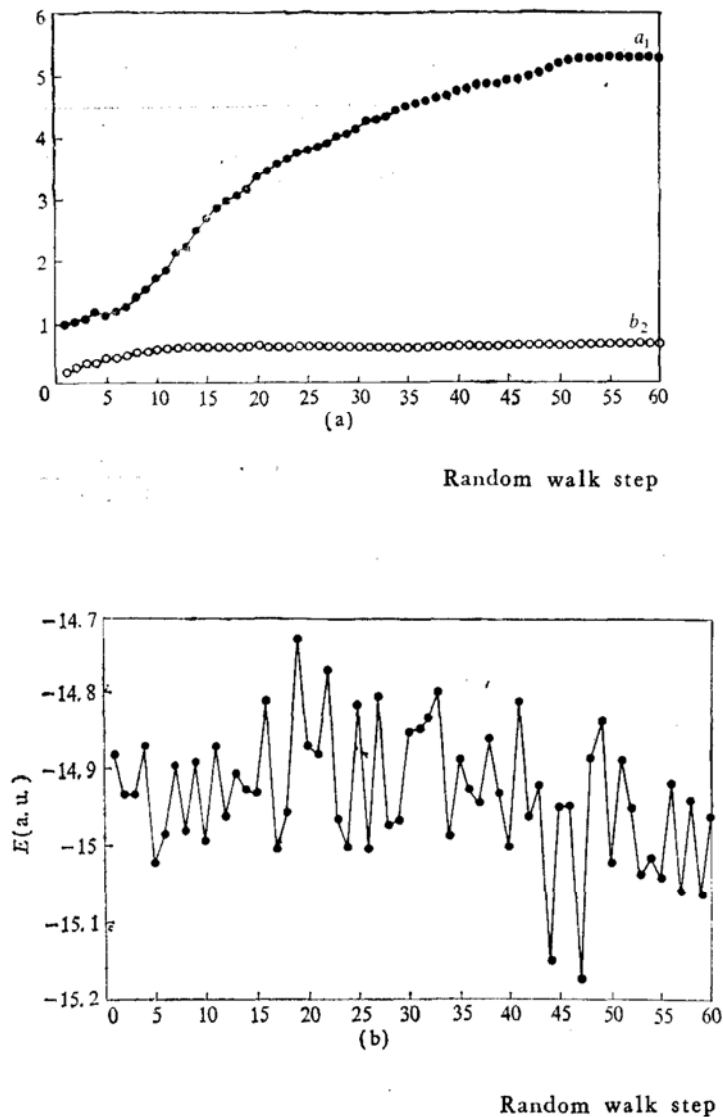 6
a₁
5
4
3
2
b₂
1
0
5 10 15 20 25 30 35 40 45 50 55 60
(a)
Random walk step
−14.7
−14.8
−14.9
E(a.u.)
−15
−15.1
−15.2
0 5 10 15 20 25 30 35 40 45 50 55 60
(b)
Random walk step